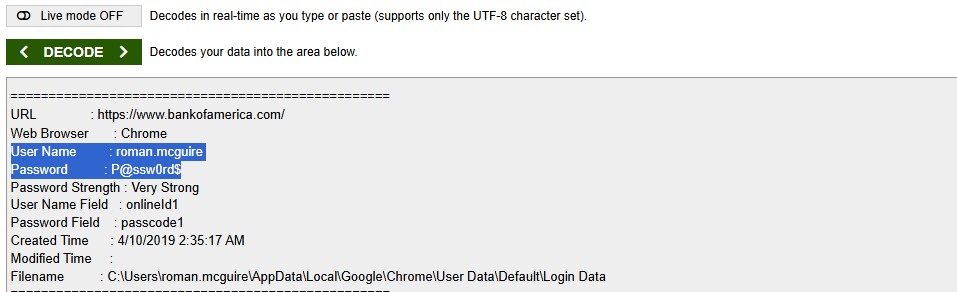 Live mode OFF Decodes in real-time as you type or paste (supports only the UTF-8 character set).
< DECODE > Decodes your data into the area below.
==================================================
URL : https://www.bankofamerica.com/
Web Browser : Chrome
User Name : roman.mcguire
Password : P@ssw0rd$
Password Strength : Very Strong
User Name Field : onlineId1
Password Field : passcode1
Created Time : 4/10/2019 2:35:17 AM
Modified Time :
Filename : C:\Users\roman.mcguire\AppData\Local\Google\Chrome\User Data\Default\Login Data
==================================================